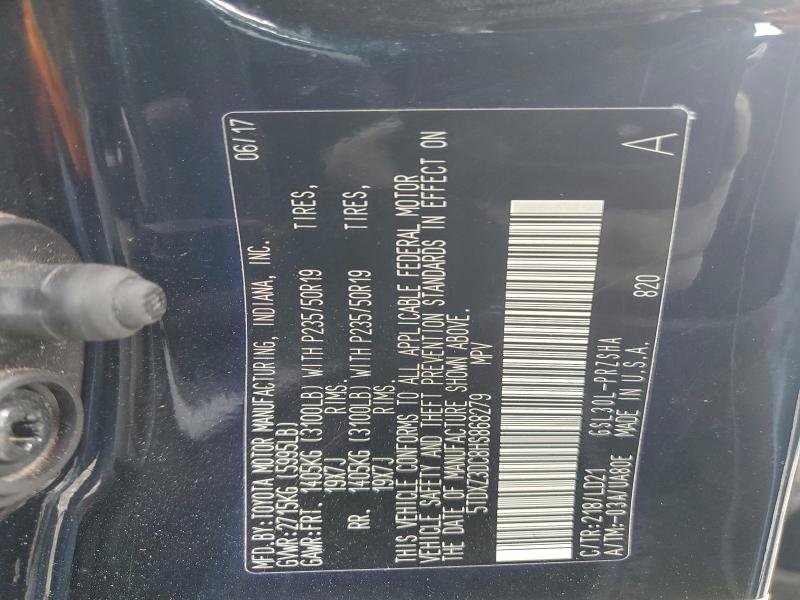 MFD. BY:TOYOTA MOTOR MANUFACTURING, INDIANA, INC. 06/17
GVWR:2715KG (5995LB)
GAWR:FRT. 1405KG (3100LB) WITH P235/50R19 TIRES,
19X7J RIMS.
RR. 1405KG (3100LB) WITH P235/50R19 TIRES,
19X7J RIMS.
THIS VEHICLE CONFORMS TO ALL APPLICABLE FEDERAL MOTOR
VEHICLE SAFETY AND THEFT PREVENTION STANDARDS IN EFFECT ON
THE DATE OF MANUFACTURE SHOWN ABOVE.
5TDXZ3DC8HS868279 MPV
C/TR:218/LD21 GSL30L-PRZSHA 820 A
A/TM:-03A/UA80E MADE IN U.S.A.